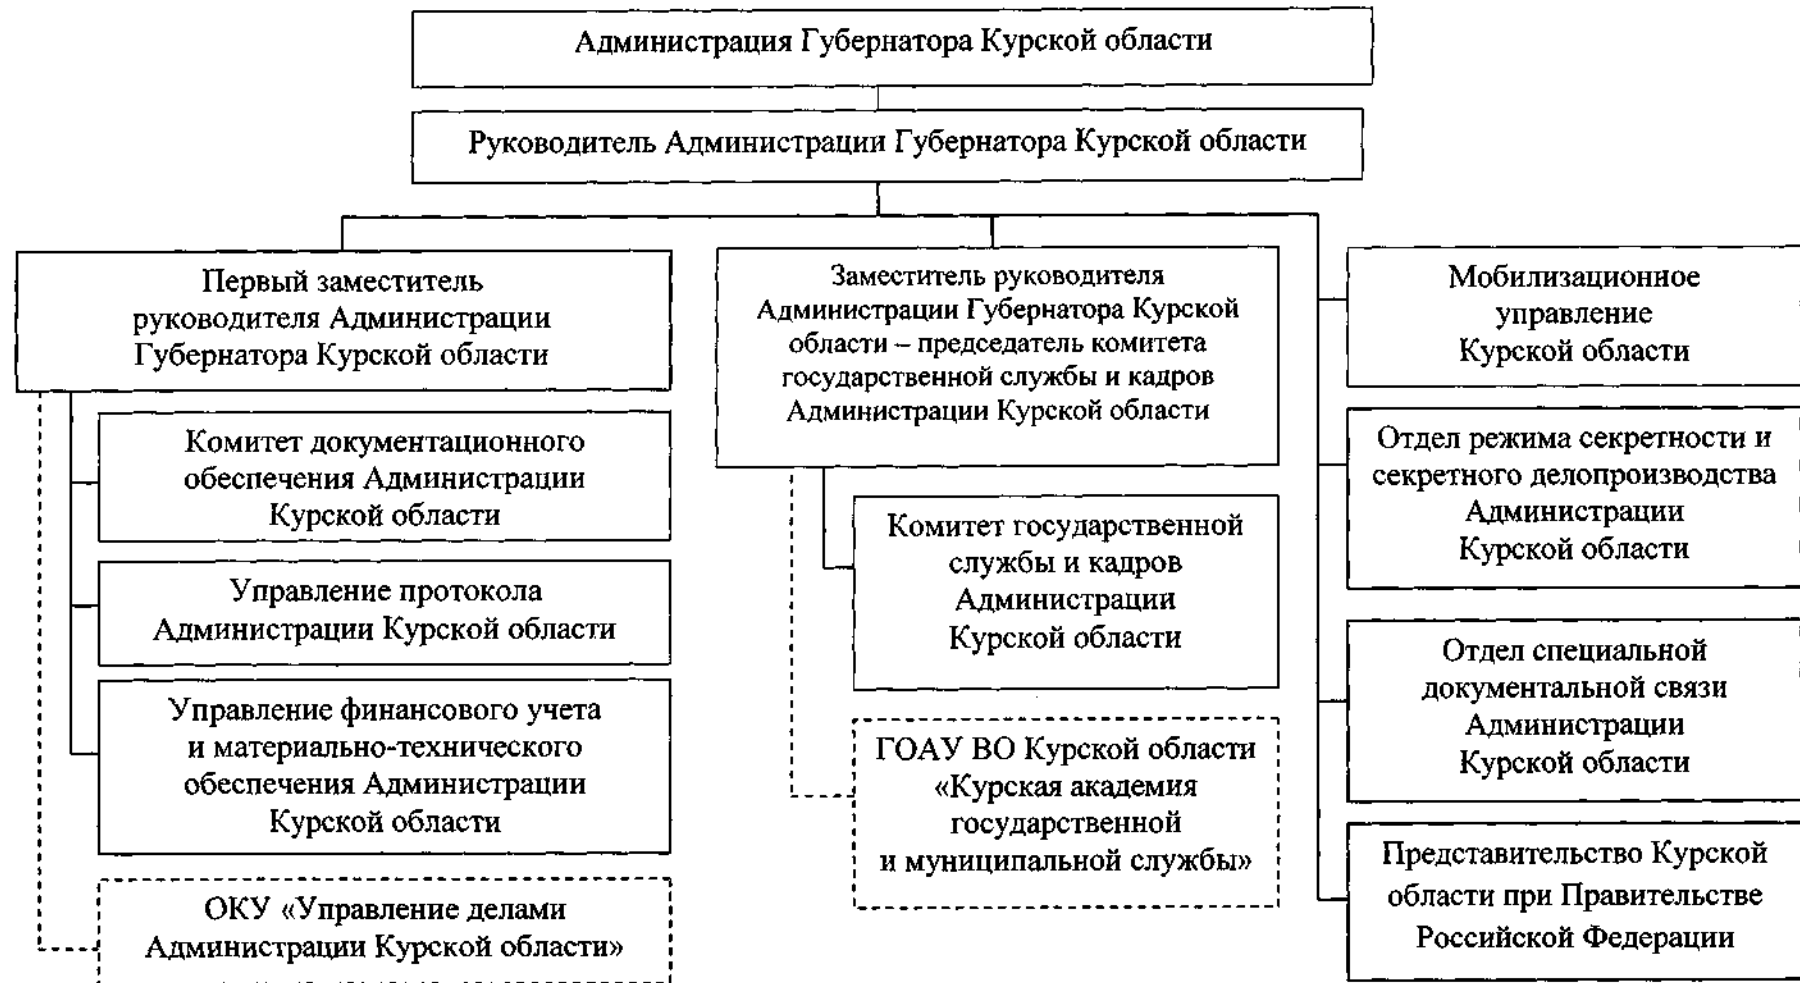 Администрация Губернатора Курской области
Руководитель Администрации Губернатора Курской области
Первый заместитель
руководителя Администрации
Губернатора Курской области
Комитет документационного
обеспечения Администрации
Курской области
Управление протокола
Администрации Курской области
Управление финансового учета
и материально-технического
обеспечения Администрации
Курской области
ОКУ «Управление делами
Администрации Курской области»
Заместитель руководителя
Администрации Губернатора Курской
области – председатель комитета
государственной службы и кадров
Администрации Курской области
Комитет государственной
службы и кадров
Администрации
Курской области
ГОАУ ВО Курской области
«Курская академия
государственной
и муниципальной службы»
Мобилизационное
управление
Курской области
Отдел режима секретности и
секретного делопроизводства
Администрации
Курской области
Отдел специальной
документальной связи
Администрации
Курской области
Представительство Курской
области при Правительстве
Российской Федерации